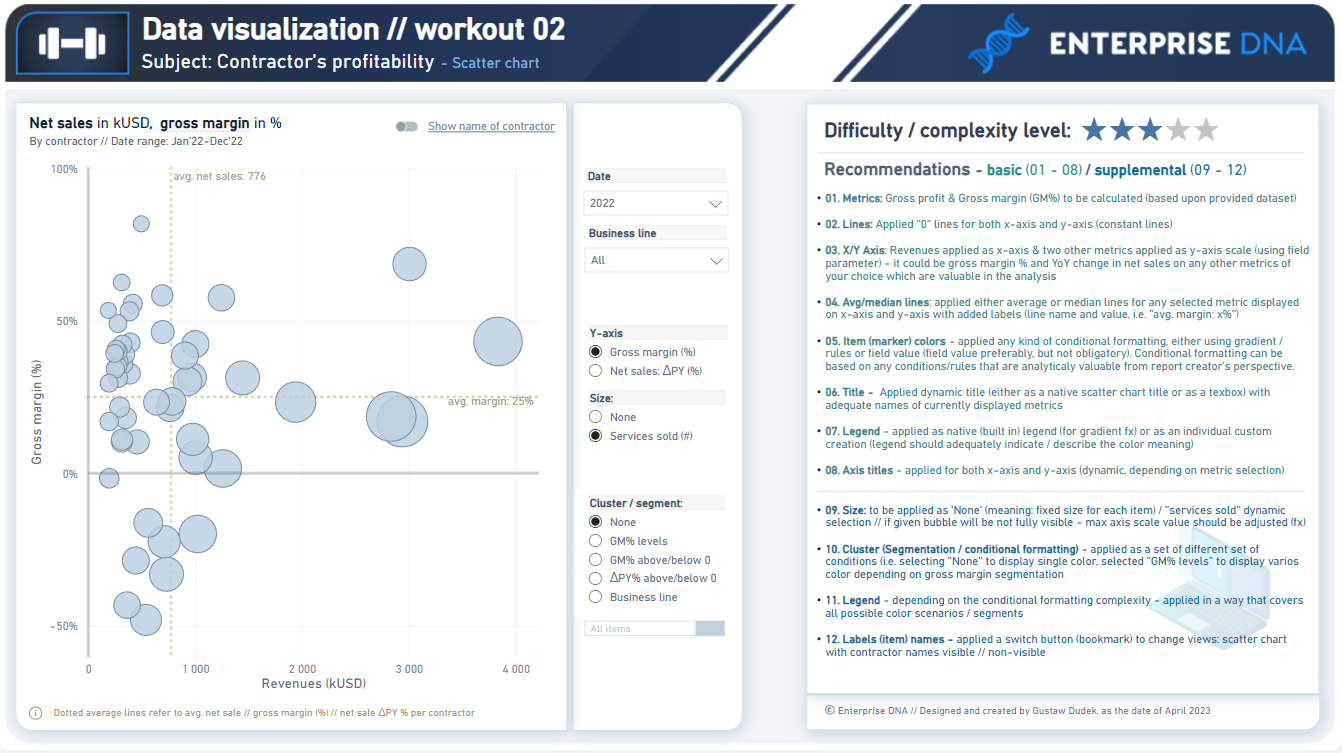 Data visualization // workout 02
Subject: Contractor's profitability - Scatter chart
ENTERPRISE DNA
Net sales in kUSD, gross margin in %
By contractor // Date range: Jan'22-Dec'22
Show name of contractor
100%
50%
0%
-50%
Gross margin (%)
avg. net sales: 776
avg. margin: 25%
0
1 000
2 000
3 000
4 000
Revenues (kUSD)
Dotted average lines refer to avg. net sale // gross margin (%) // net sale ΔPY % per contractor
Date
2022
Business line
All
Y-axis
Gross margin (%)
Net sales: ΔPY (%)
Size:
None
Services sold (#)
Cluster / segment:
None
GM% levels
GM% above/below 0
ΔPY% above/below 0
Business line
All items
Difficulty / complexity level:
Recommendations - basic (01 - 08) / supplemental (09 - 12)
• 01. Metrics: Gross profit & Gross margin (GM%) to be calculated (based upon provided dataset)
• 02. Lines: Applied "0" lines for both x-axis and y-axis (constant lines)
• 03. X/Y Axis: Revenues applied as x-axis & two other metrics applied as y-axis scale (using field
parameter) - it could be gross margin % and YoY change in net sales on any other metrics of
your choice which are valuable in the analysis
• 04. Avg/median lines: applied either average or median lines for any selected metric displayed
on x-axis and y-axis with added labels (line name and value, i.e. "avg. margin: x%")
• 05. Item (marker) colors - applied any kind of conditional formatting, either using gradient /
rules or field value (field value preferably, but not obligatory). Conditional formatting can be
based on any conditions/rules that are analyticaly valuable from report creator's perspective.
• 06. Title - Applied dynamic title (either as a native scatter chart title or as a texbox) with
adequate names of currently displayed metrics
• 07. Legend - applied as native (built in) legend (for gradient fx) or as an individual custom
creation (legend should adequately indicate / describe the color meaning)
• 08. Axis titles - applied for both x-axis and y-axis (dynamic, depending on metric selection)
• 09. Size: to be applied as 'None' (meaning: fixed size for each item) / "services sold" dynamic
selection // if given bubble will be not fully visible - max axis scale value should be adjusted (fx)
• 10. Cluster (Segmentation / conditional formatting) - applied as a set of different set of
conditions (i.e. selecting "None" to display single color, selected "GM% levels" to display varios
color depending on gross margin segmentation
• 11. Legend - depending on the conditional formatting complexity - applied in a way that covers
all possible color scenarios / segments
• 12. Labels (item) names - applied a switch button (bookmark) to change views: scatter chart
with contractor names visible // non-visible
© Enterprise DNA // Designed and created by Gustaw Dudek, as the date of April 2023